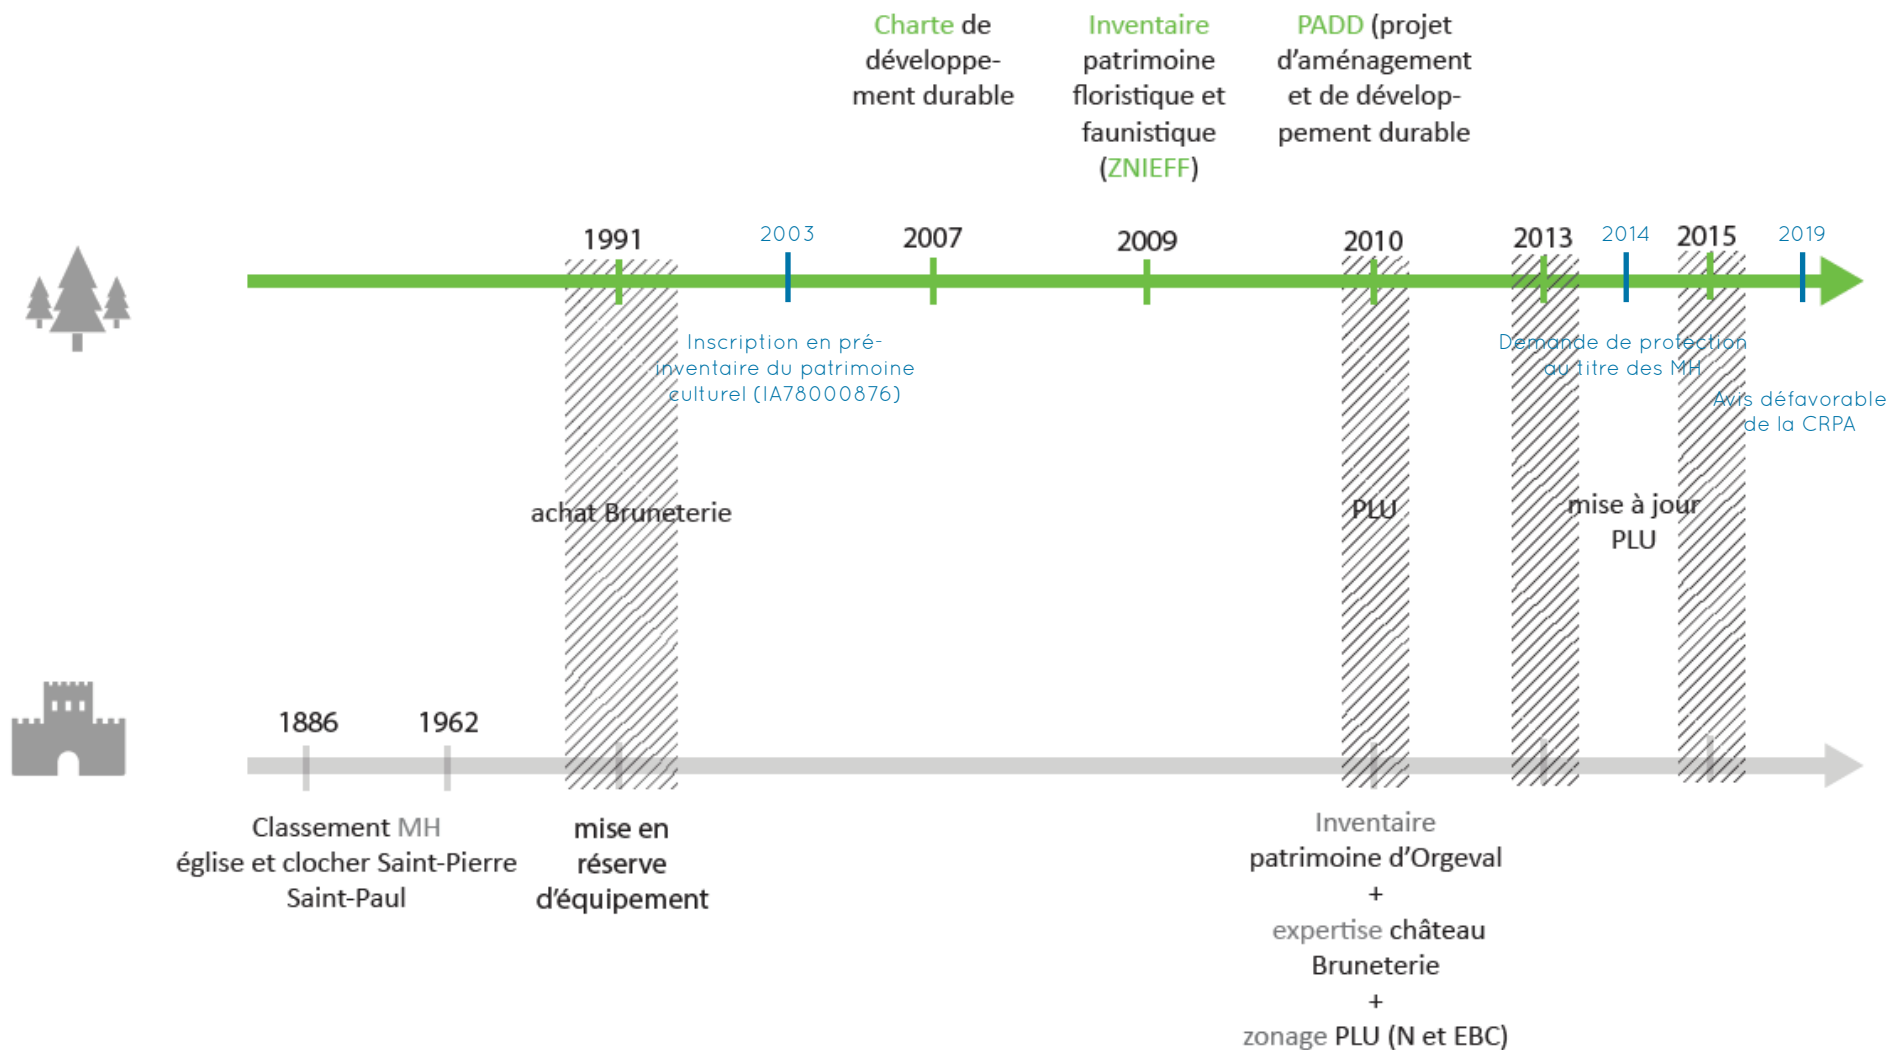 Charte de
développe-
ment durable
Inventaire
patrimoine
floristique et
faunistique
(ZNIEFF)
PADD (projet
d'aménagement
et de dévelop-
pement durable
1991
2003
2007
2009
2010
2013
2014
2015
2019
Inscription en pré-
inventaire du patrimoine
culturel (IA78000876)
Demande de protection
au titre des MH
Avis défavorable
de la CRPA
achat Bruneterie
PLU
mise à jour
PLU
1886
1962
Classement MH
église et clocher Saint-Pierre
Saint-Paul
mise en
réserve
d'équipement
Inventaire
patrimoine d'Orgeval
+
expertise château
Bruneterie
+
zonage PLU (N et EBC)